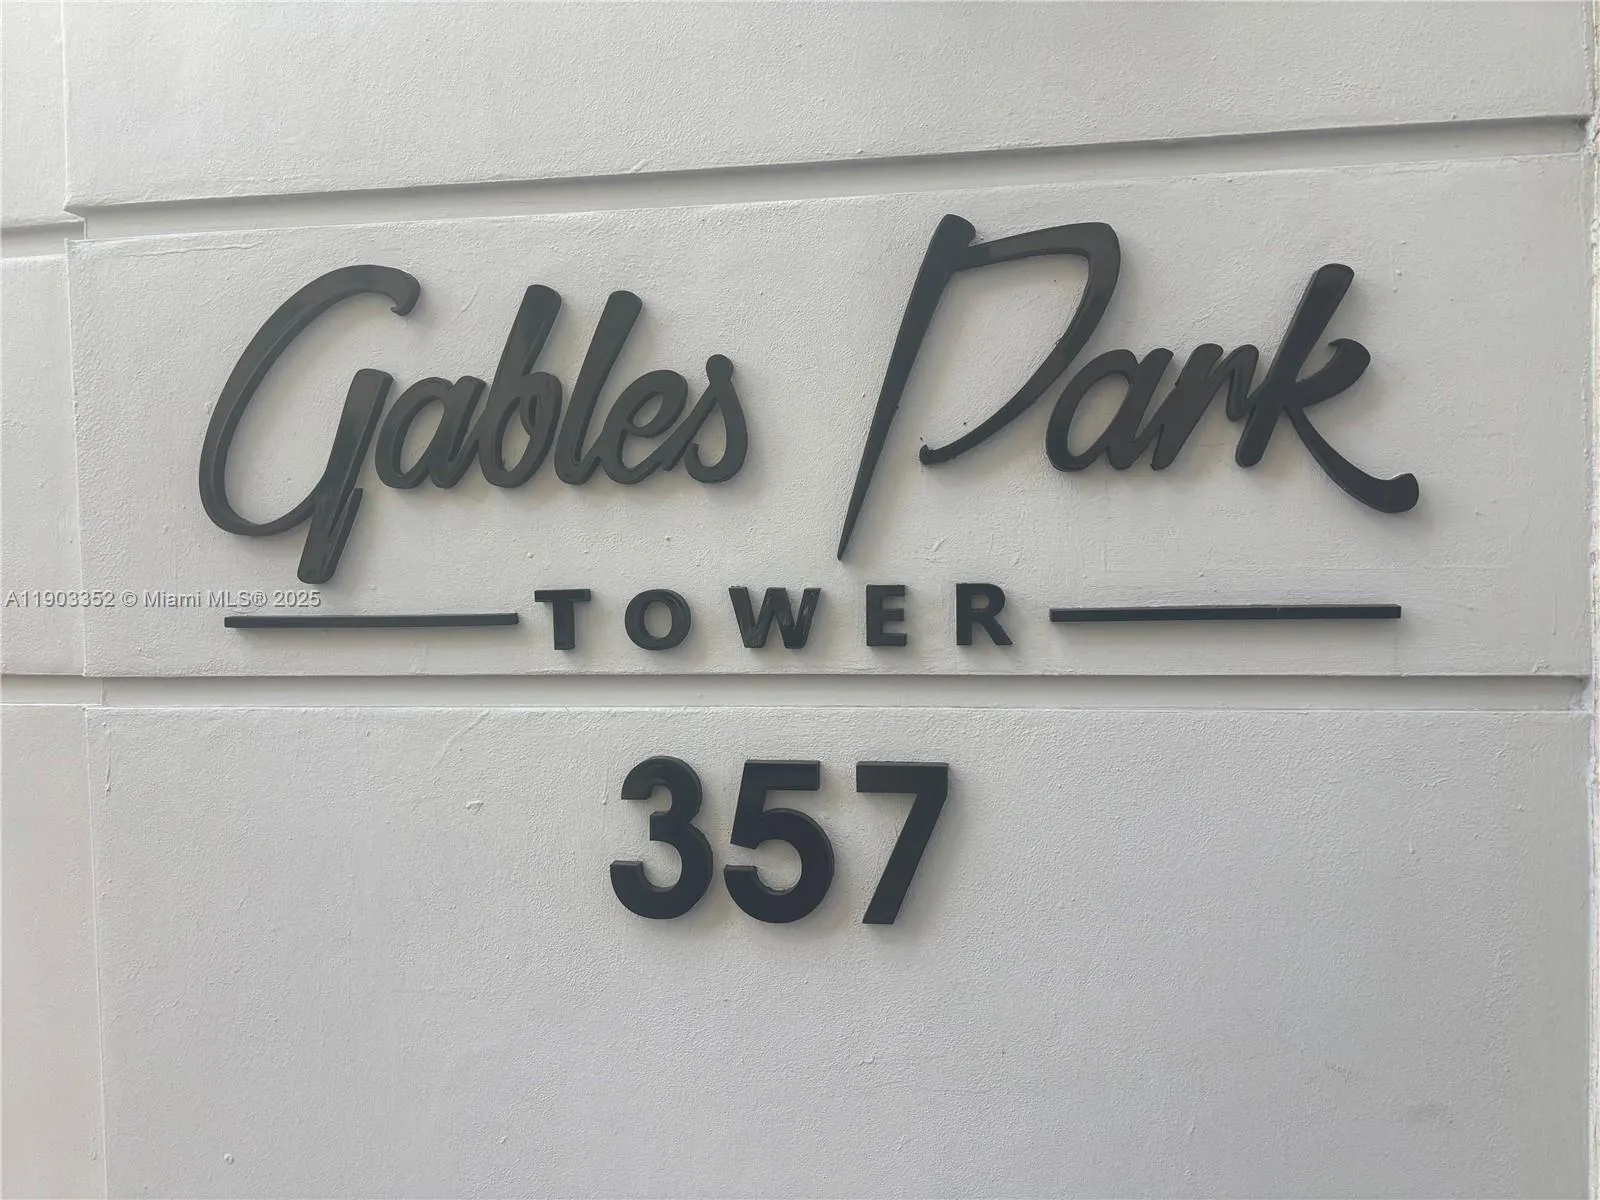 Gables Park
TOWER
A11903352 © Miami MLS® 2025
357